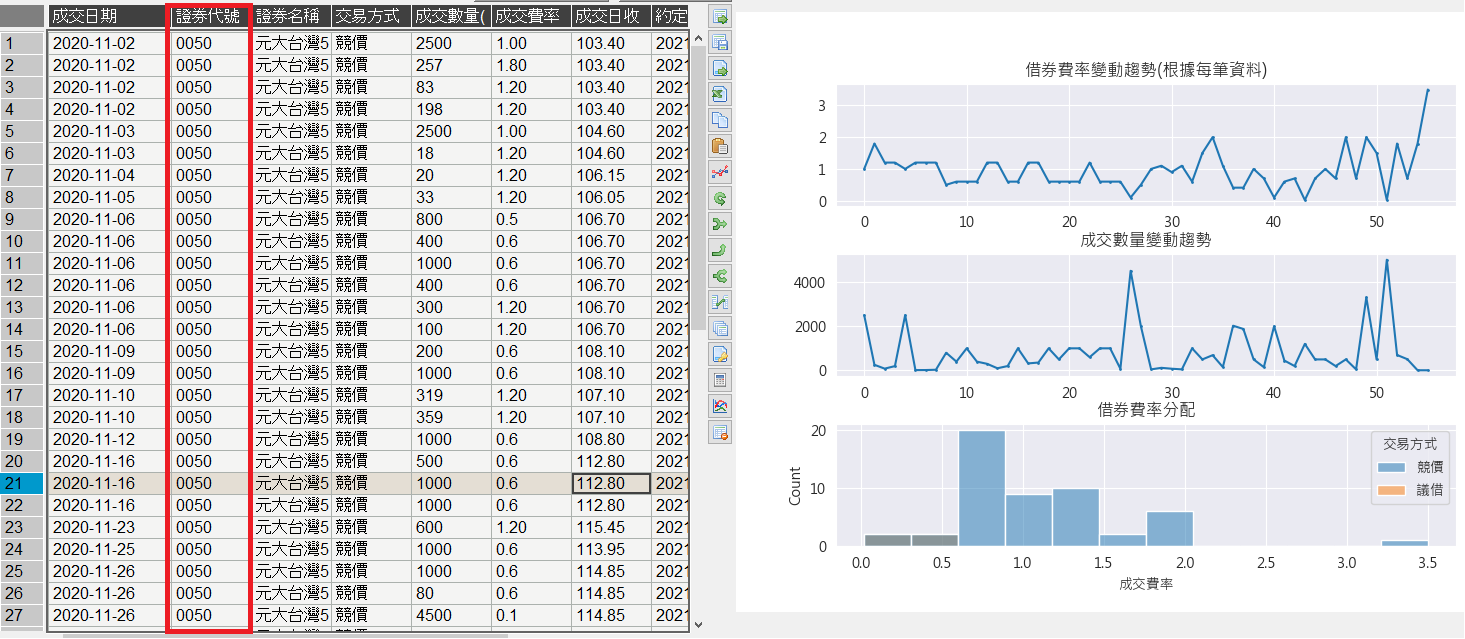 成交日期 證券代號 證券名稱 交易方式 成交數量( 成交費率 成交日收 約定
1 2020-11-02 0050 元大台灣5 競價 2500 1.00 103.40 2021
2 2020-11-02 0050 元大台灣5 競價 257 1.80 103.40 2021
3 2020-11-02 0050 元大台灣5 競價 83 1.20 103.40 2021
4 2020-11-02 0050 元大台灣5 競價 198 1.20 103.40 2021
5 2020-11-03 0050 元大台灣5 競價 2500 1.00 104.60 2021
6 2020-11-03 0050 元大台灣5 競價 18 1.20 104.60 2021
7 2020-11-04 0050 元大台灣5 競價 20 1.20 106.15 2021
8 2020-11-05 0050 元大台灣5 競價 33 1.20 106.05 2021
9 2020-11-06 0050 元大台灣5 競價 800 0.5 106.70 2021
10 2020-11-06 0050 元大台灣5 競價 400 0.6 106.70 2021
11 2020-11-06 0050 元大台灣5 競價 1000 0.6 106.70 2021
12 2020-11-06 0050 元大台灣5 競價 400 0.6 106.70 2021
13 2020-11-06 0050 元大台灣5 競價 300 1.20 106.70 2021
14 2020-11-06 0050 元大台灣5 競價 100 1.20 106.70 2021
15 2020-11-09 0050 元大台灣5 競價 200 0.6 108.10 2021
16 2020-11-09 0050 元大台灣5 競價 1000 0.6 108.10 2021
17 2020-11-10 0050 元大台灣5 競價 319 1.20 107.10 2021
18 2020-11-10 0050 元大台灣5 競價 359 1.20 107.10 2021
19 2020-11-12 0050 元大台灣5 競價 1000 0.6 108.80 2021
20 2020-11-16 0050 元大台灣5 競價 500 0.6 112.80 2021
21 2020-11-16 0050 元大台灣5 競價 1000 0.6 112.80 2021
22 2020-11-16 0050 元大台灣5 競價 1000 0.6 112.80 2021
23 2020-11-23 0050 元大台灣5 競價 600 1.20 115.45 2021
24 2020-11-25 0050 元大台灣5 競價 1000 0.6 113.95 2021
25 2020-11-26 0050 元大台灣5 競價 1000 0.6 114.85 2021
26 2020-11-26 0050 元大台灣5 競價 80 0.6 114.85 2021
27 2020-11-26 0050 元大台灣5 競價 4500 0.1 114.85 2021
借券費率變動趨勢(根據每筆資料)
3
2
1
0
0 10 20 30 40 50
成交數量變動趨勢
4000
2000
0
0 10 20 30 40 50
借券費率分配
20
10
0
Count
交易方式
競價
議借
0.0 0.5 1.0 1.5 2.0 2.5 3.0 3.5
成交費率